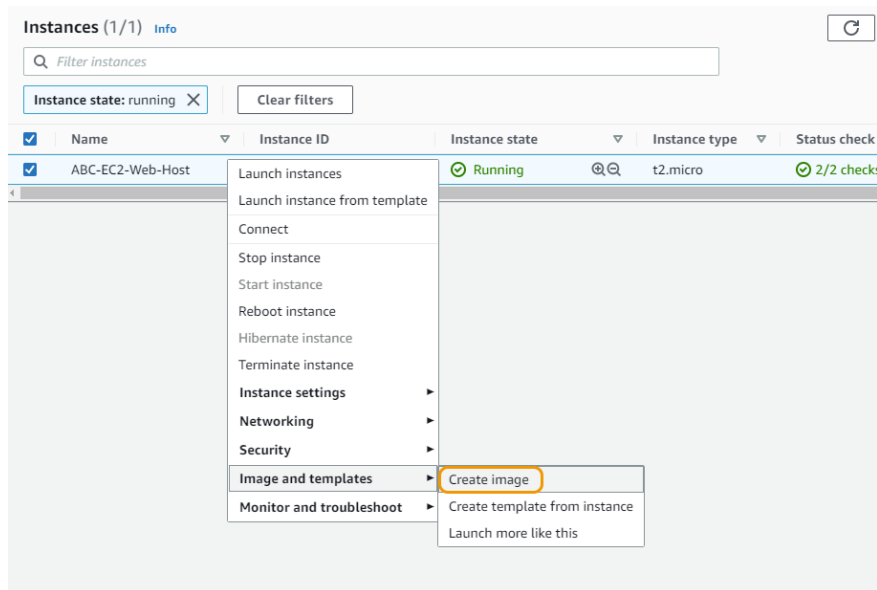 Instances (1/1) Info
Filter instances
Instance state: running Clear filters
Name Instance ID Instance state Instance type Status check
ABC-EC2-Web-Host Running t2.micro 2/2 checks
Launch instances
Launch instance from template
Connect
Stop instance
Start instance
Reboot instance
Hibernate instance
Terminate instance
Instance settings
Networking
Security
Image and templates
Monitor and troubleshoot
Create image
Create template from instance
Launch more like this